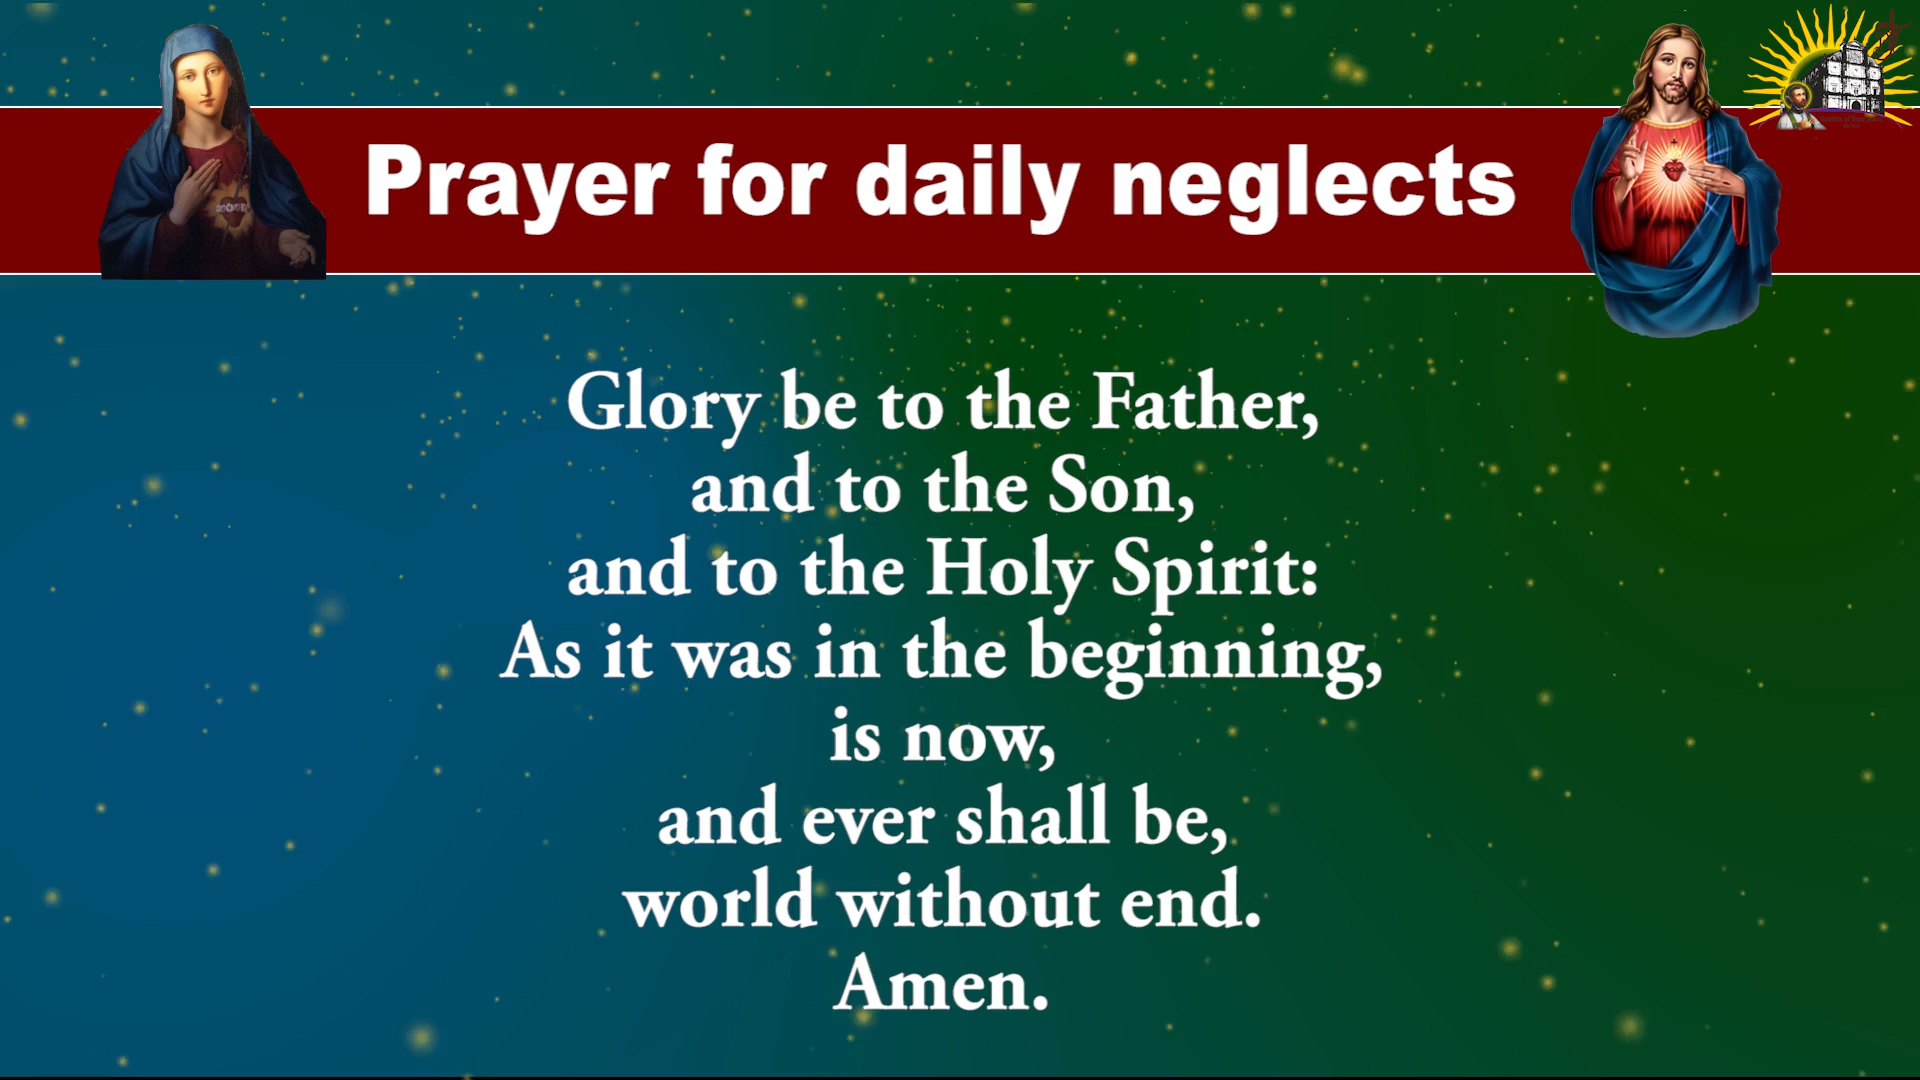 Prayer for daily neglects
Glory be to the Father,
and to the Son,
and to the Holy Spirit:
As it was in the beginning,
is now,
and ever shall be,
world without end.
Amen.